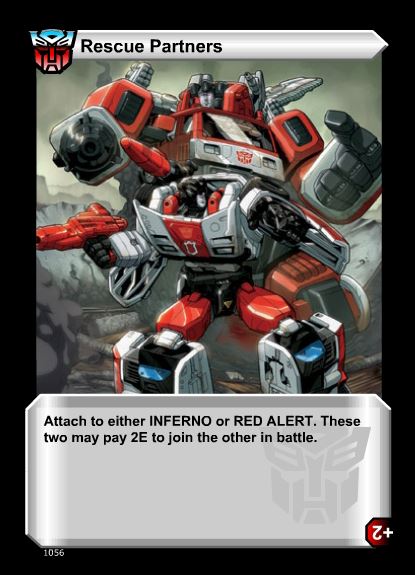 Rescue Partners
Attach to either INFERNO or RED ALERT. These
two may pay 2E to join the other in battle.
2+
1056